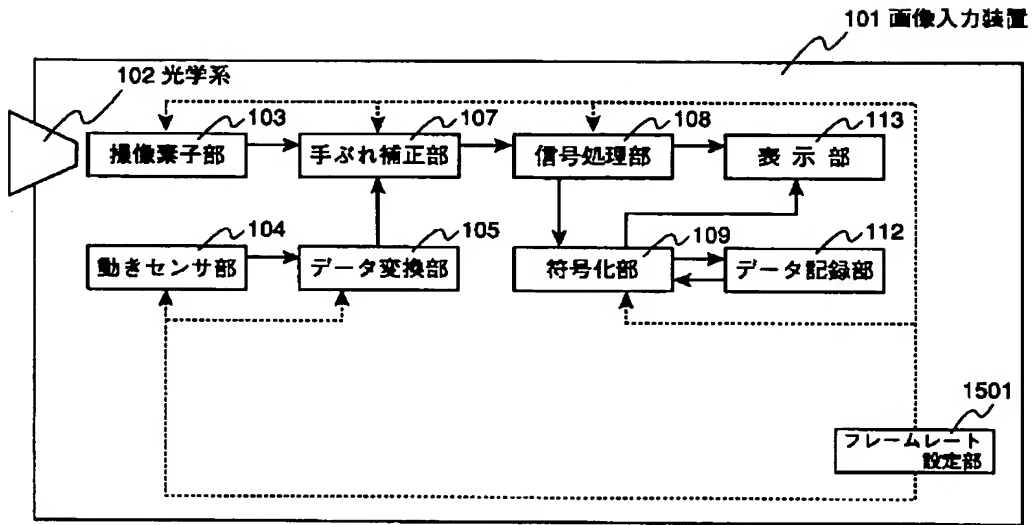 101 画像入力装置
102 光学系
103
107
108
113
撮像素子部
手ぶれ補正部
信号処理部
表示部
104
105
109
112
動きセンサ部
データ変換部
符号化部
データ記録部
1501
フレームレート
設定部